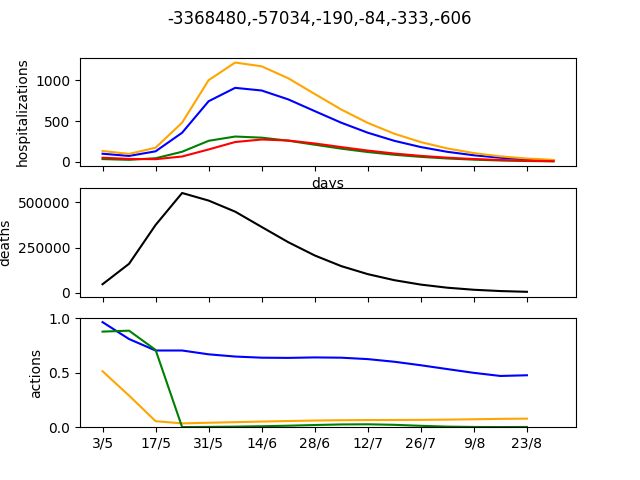 -3368480,-57034,-190,-84,-333,-606
hospitalizations
1000
500
0
days
deaths
500000
250000
0
actions
1.0
0.5
0.0
3/5 17/5 31/5 14/6 28/6 12/7 26/7 9/8 23/8